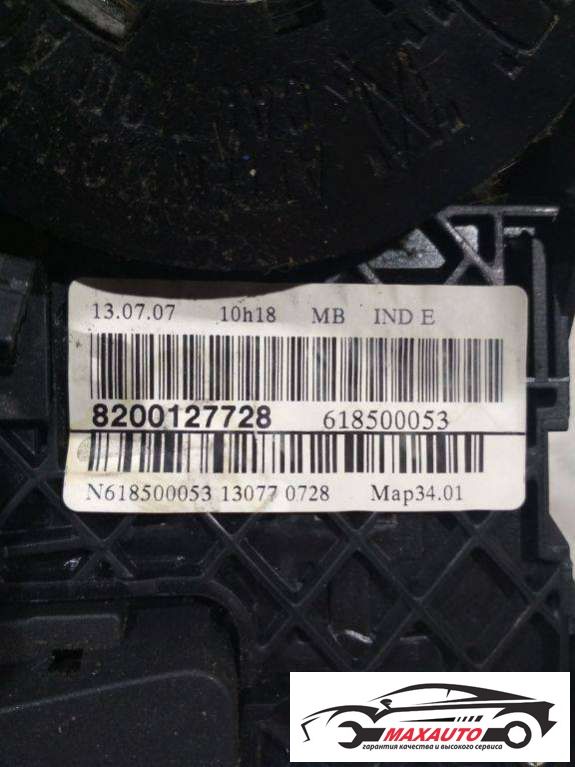 13.07.07 10h18 MB IND E
8200127728 618500053
N618500053 13077 0728 Map34.01
MAXAUTO
гарантия качества и высокого сервиса